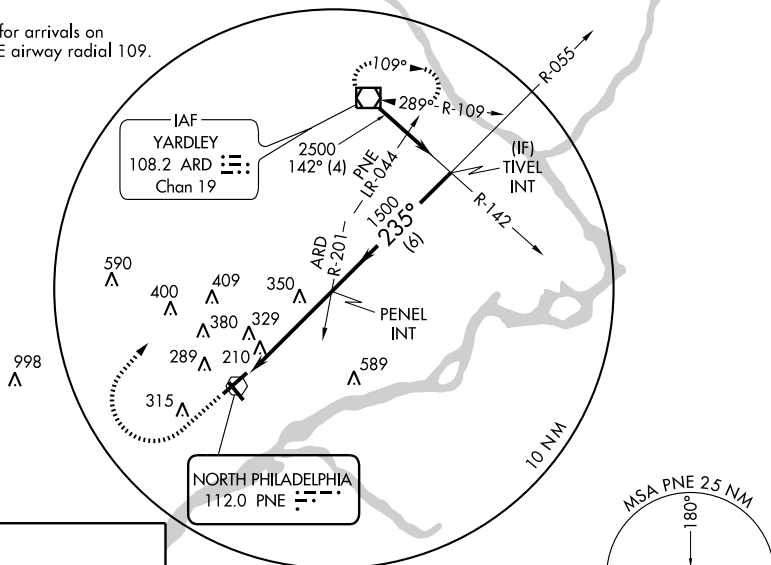 for arrivals on
E airway radial 109.
IAF
YARDLEY
108.2 ARD
Chan 19
109°
289°
R-109
R-055
2500
142° (4)
PNE
LR-044
(IF)
TIVEL
INT
R-142
1500
235°
(6)
ARD
R-201
PENEL
INT
590
409
400
350
380
329
289
210
998
315
589
10 NM
NORTH PHILADELPHIA
112.0 PNE
MSA PNE 25 NM
180°